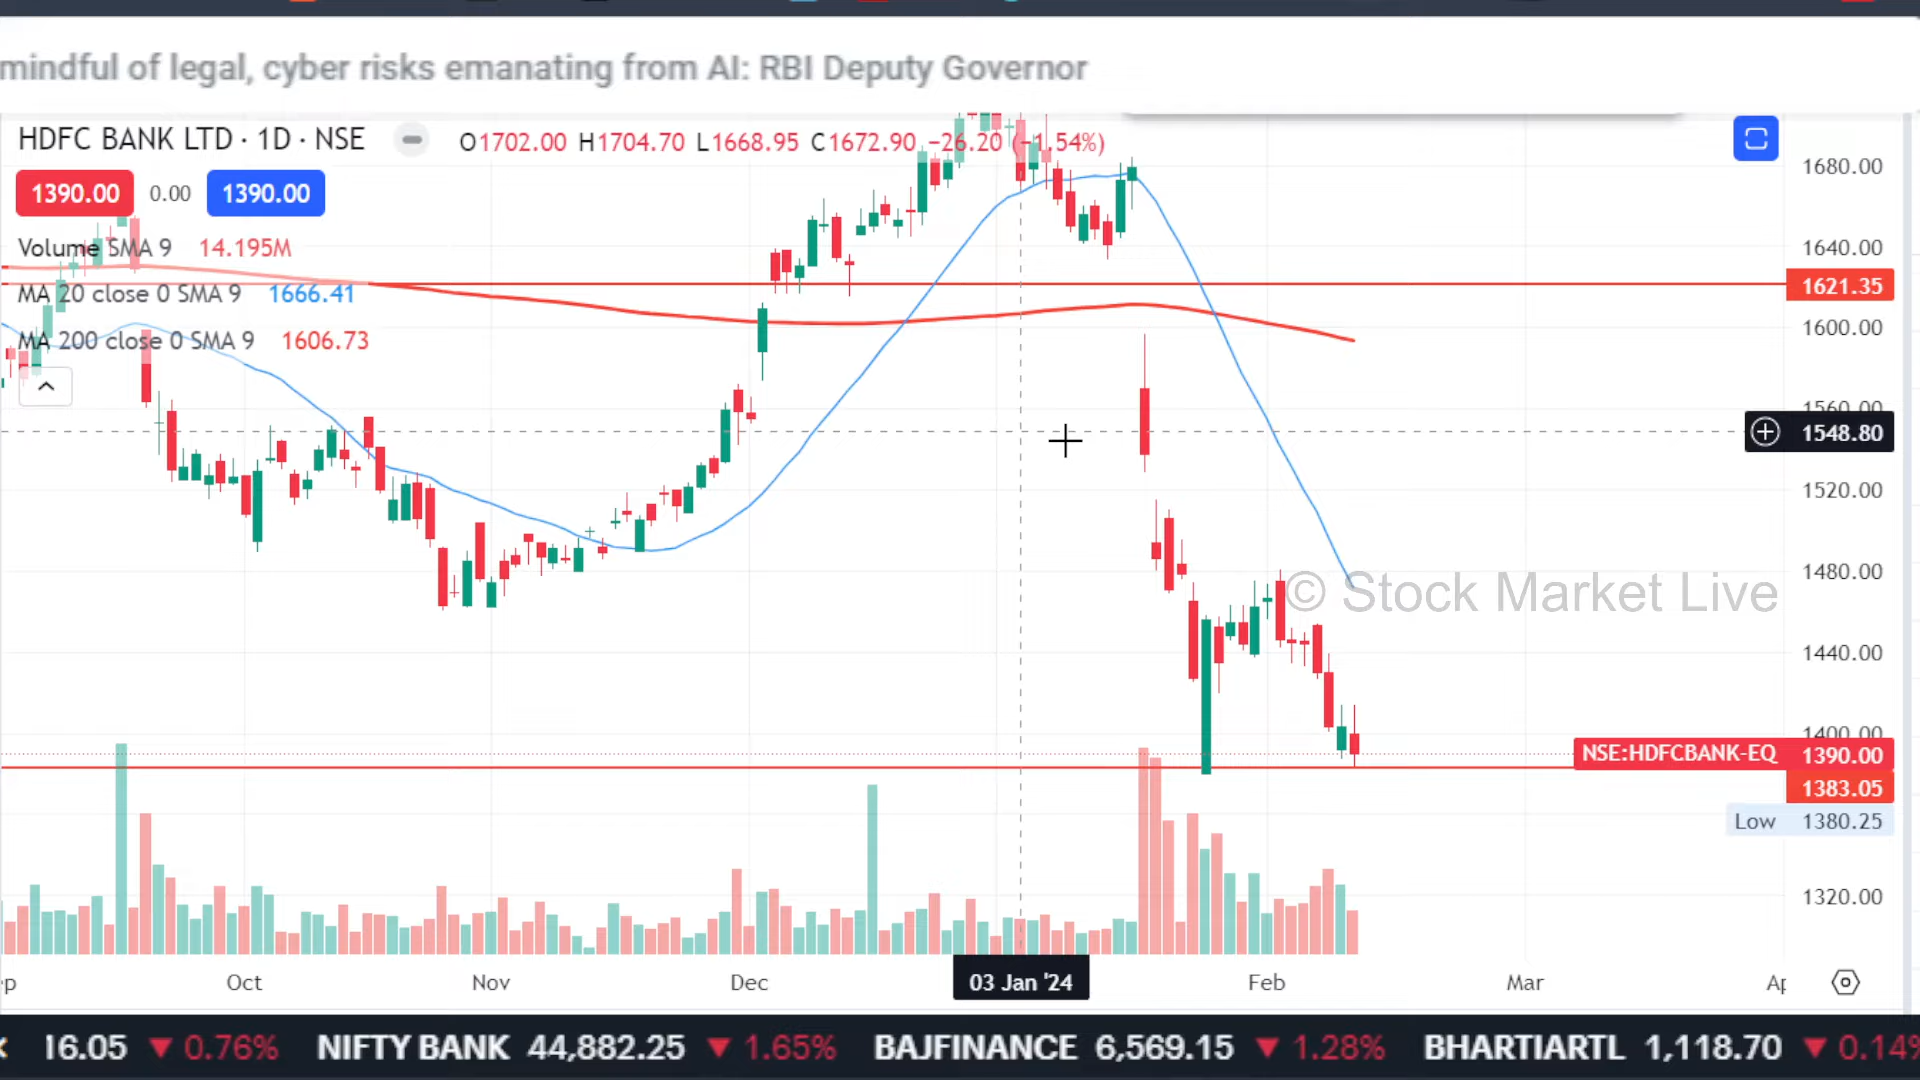 mindful of legal, cyber risks emanating from AI: RBI Deputy Governor
HDFC BANK LTD · 1D · NSE O1702.00 H1704.70 L1668.95 C1672.90 −26.20 (−1.54%)
1390.00 0.00 1390.00
Volume SMA 9 14.195M
MA 20 close 0 SMA 9 1666.41
MA 200 close 0 SMA 9 1606.73
1680.00
1640.00
1621.35
1600.00
1560.00
1548.80
1520.00
1480.00
© Stock Market Live
1440.00
1400.00
NSE:HDFCBANK-EQ 1390.00
1383.05
Low 1380.25
1320.00
Oct Nov Dec 03 Jan '24 Feb Mar
16.05 ▼ 0.76% NIFTY BANK 44,882.25 ▼ 1.65% BAJFINANCE 6,569.15 ▼ 1.28% BHARTIARTL 1,118.70 ▼ 0.14%